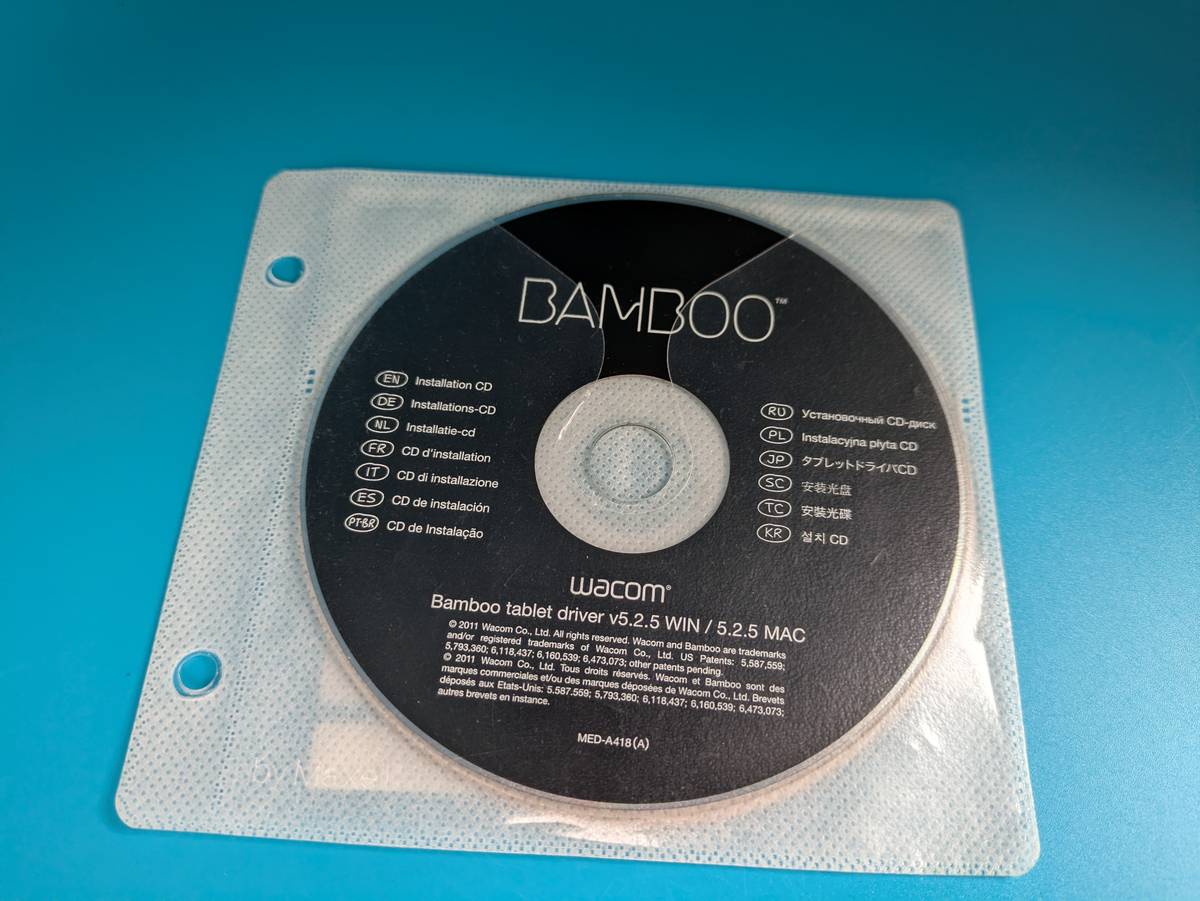 BAMBOO™
EN Installation CD
DE Installations-CD
NL Installatie-cd
FR CD d'installation
IT CD di installazione
ES CD de instalación
PT-BR CD de Instalação
RU Установочный CD-диск
PL Instalacyjna płyta CD
JP タブレットドライバCD
SC 安装光盘
TC 安裝光碟
KR 설치 CD
wacom®
Bamboo tablet driver v5.2.5 WIN / 5.2.5 MAC
© 2011 Wacom Co., Ltd. All rights reserved. Wacom and Bamboo are trademarks
and/or registered trademarks of Wacom Co., Ltd. US Patents: 5,587,559;
5,793,360; 6,118,437; 6,160,539; 6,473,073; other patents pending.
© 2011 Wacom Co., Ltd. Tous droits réservés. Wacom et Bamboo sont des
marques commerciales et/ou des marques déposées de Wacom Co., Ltd. Brevets
déposés aux Etats-Unis: 5,587.559; 5,793,360; 6,118,437; 6,160,539; 6,473,073;
autres brevets en instance.
MED-A418(A)